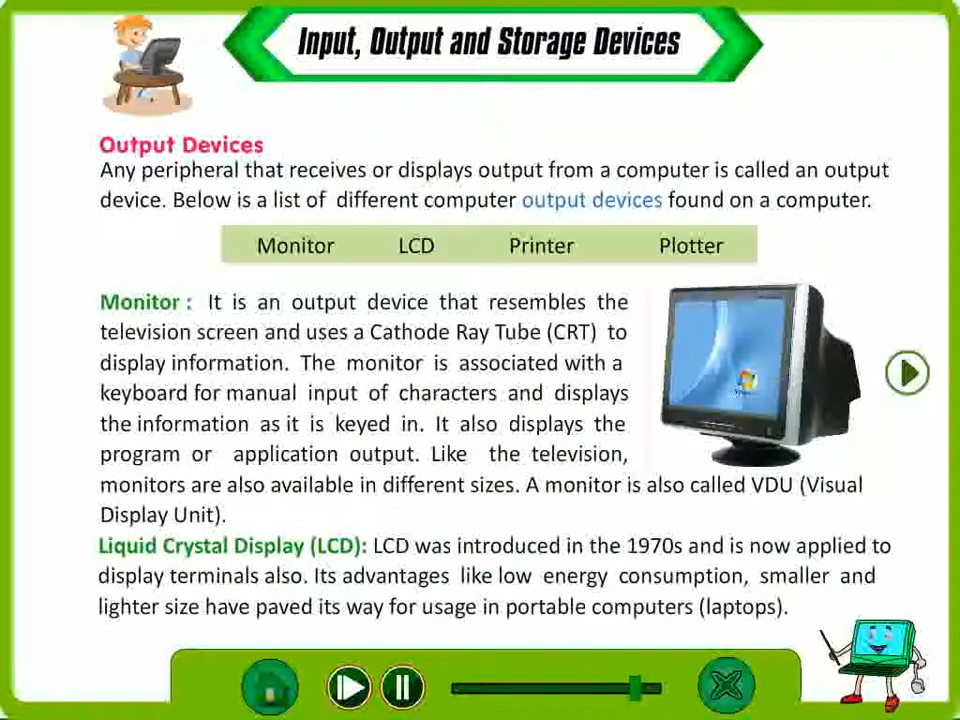 Input, Output and Storage Devices
Output Devices
Any peripheral that receives or displays output from a computer is called an output
device. Below is a list of different computer output devices found on a computer.
Monitor LCD Printer Plotter
Monitor : It is an output device that resembles the
television screen and uses a Cathode Ray Tube (CRT) to
display information. The monitor is associated with a
keyboard for manual input of characters and displays
the information as it is keyed in. It also displays the
program or application output. Like the television,
monitors are also available in different sizes. A monitor is also called VDU (Visual
Display Unit).
Liquid Crystal Display (LCD): LCD was introduced in the 1970s and is now applied to
display terminals also. Its advantages like low energy consumption, smaller and
lighter size have paved its way for usage in portable computers (laptops).